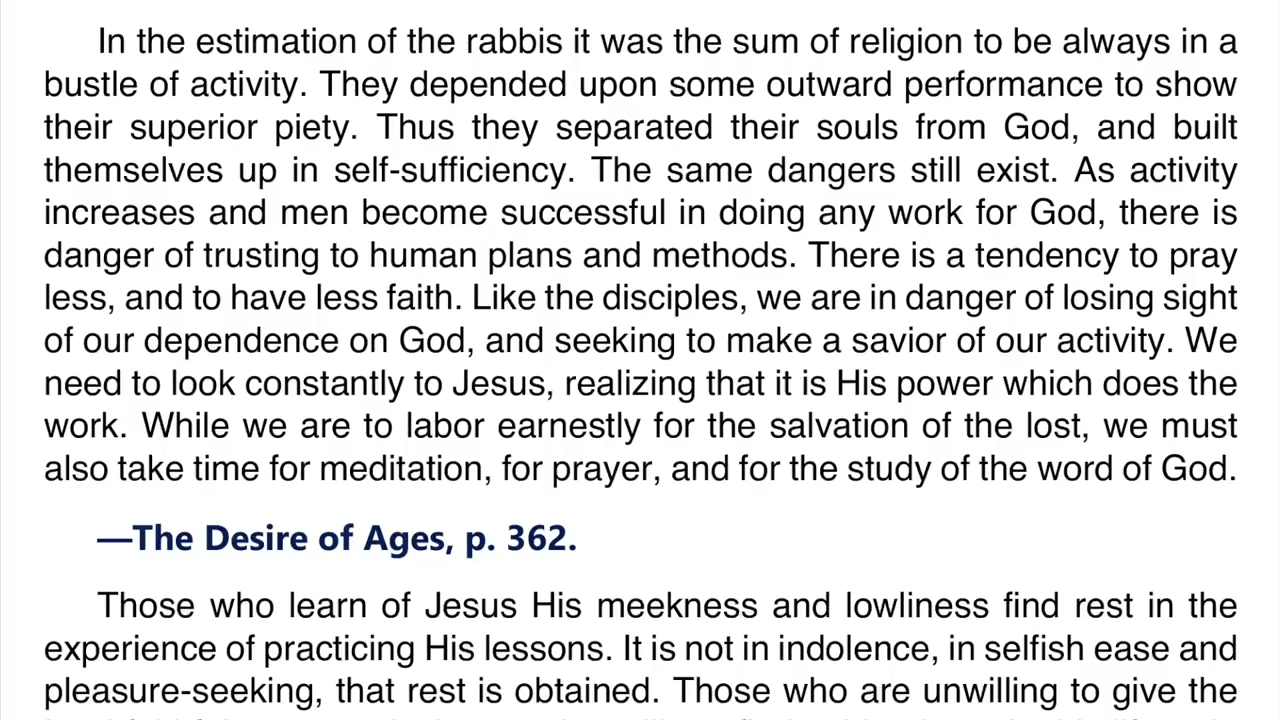 In the estimation of the rabbis it was the sum of religion to be always in a
bustle of activity. They depended upon some outward performance to show
their superior piety. Thus they separated their souls from God, and built
themselves up in self-sufficiency. The same dangers still exist. As activity
increases and men become successful in doing any work for God, there is
danger of trusting to human plans and methods. There is a tendency to pray
less, and to have less faith. Like the disciples, we are in danger of losing sight
of our dependence on God, and seeking to make a savior of our activity. We
need to look constantly to Jesus, realizing that it is His power which does the
work. While we are to labor earnestly for the salvation of the lost, we must
also take time for meditation, for prayer, and for the study of the word of God.
—The Desire of Ages, p. 362.
Those who learn of Jesus His meekness and lowliness find rest in the
experience of practicing His lessons. It is not in indolence, in selfish ease and
pleasure-seeking, that rest is obtained. Those who are unwilling to give the